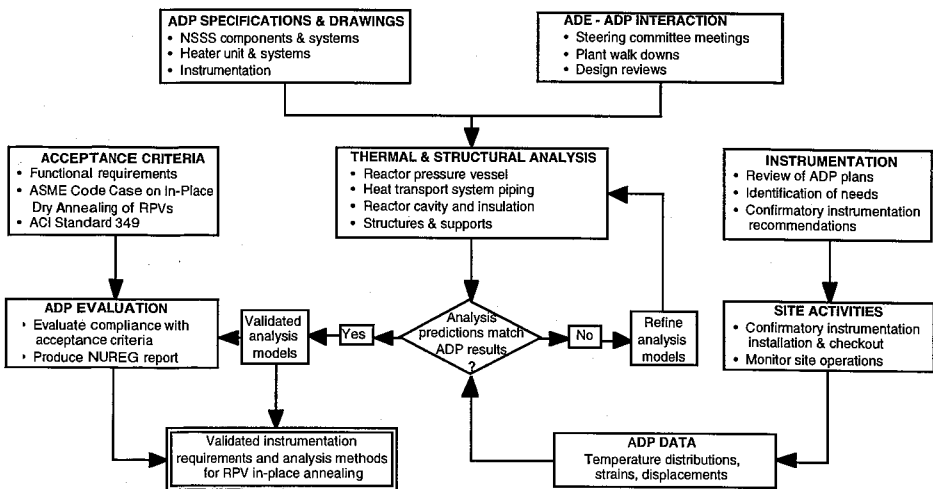 ADP SPECIFICATIONS & DRAWINGS
• NSSS components & systems
• Heater unit & systems
• Instrumentation
ADE - ADP INTERACTION
• Steering committee meetings
• Plant walk downs
• Design reviews
ACCEPTANCE CRITERIA
• Functional requirements
• ASME Code Case on In-Place
Dry Annealing of RPVs
• ACI Standard 349
THERMAL & STRUCTURAL ANALYSIS
• Reactor pressure vessel
• Heat transport system piping
• Reactor cavity and insulation
• Structures & supports
INSTRUMENTATION
• Review of ADP plans
• Identification of needs
• Confirmatory instrumentation
recommendations
ADP EVALUATION
• Evaluate compliance with
acceptance criteria
• Produce NUREG report
Validated
analysis
models
Yes
Analysis
predictions match
ADP results
?
No
Refine
analysis
models
SITE ACTIVITIES
• Confirmatory instrumentation
installation & checkout
• Monitor site operations
Validated instrumentation
requirements and analysis methods
for RPV in-place annealing
ADP DATA
Temperature distributions,
strains, displacements